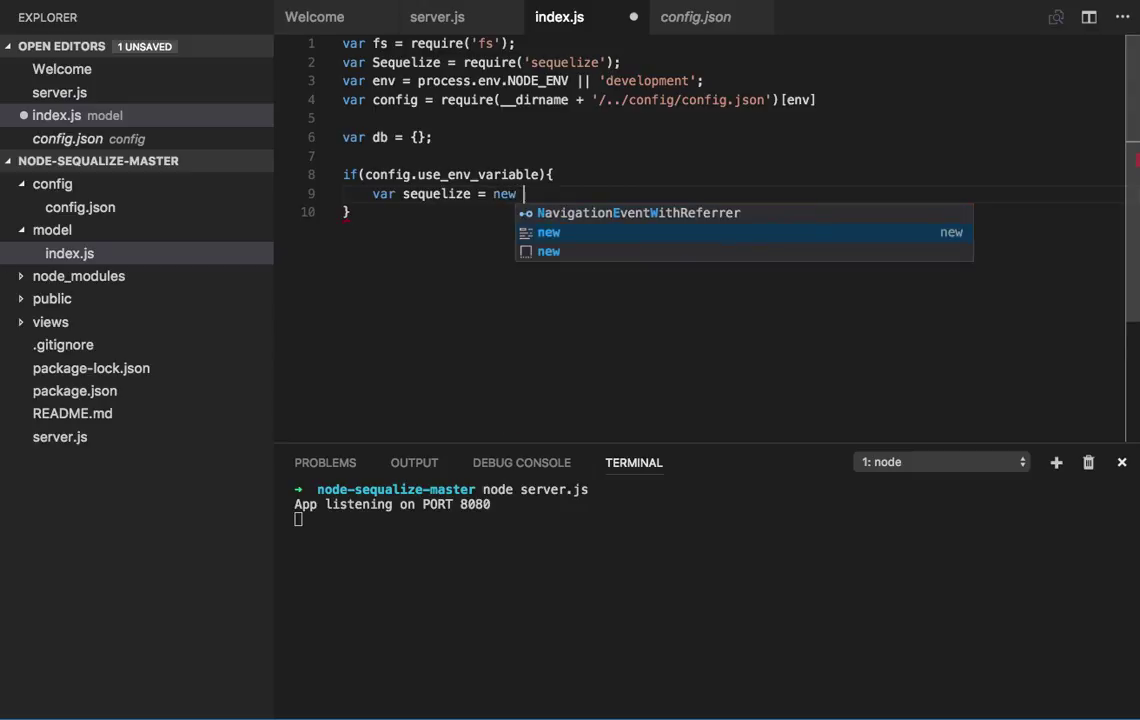 EXPLORER
OPEN EDITORS 1 UNSAVED
Welcome
server.js
index.js model
config.json config
NODE-SEQUALIZE-MASTER
config
config.json
model
index.js
node_modules
public
views
.gitignore
package-lock.json
package.json
README.md
server.js
Welcome server.js index.js config.json
1 var fs = require('fs');
2 var Sequelize = require('sequelize');
3 var env = process.env.NODE_ENV || 'development';
4 var config = require(__dirname + '/../config/config.json')[env]
5
6 var db = {};
7
8 if(config.use_env_variable){
9 var sequelize = new
10 }
NavigationEventWithReferrer
new new
new
PROBLEMS OUTPUT DEBUG CONSOLE TERMINAL 1: node
➜ node-sequalize-master node server.js
App listening on PORT 8080